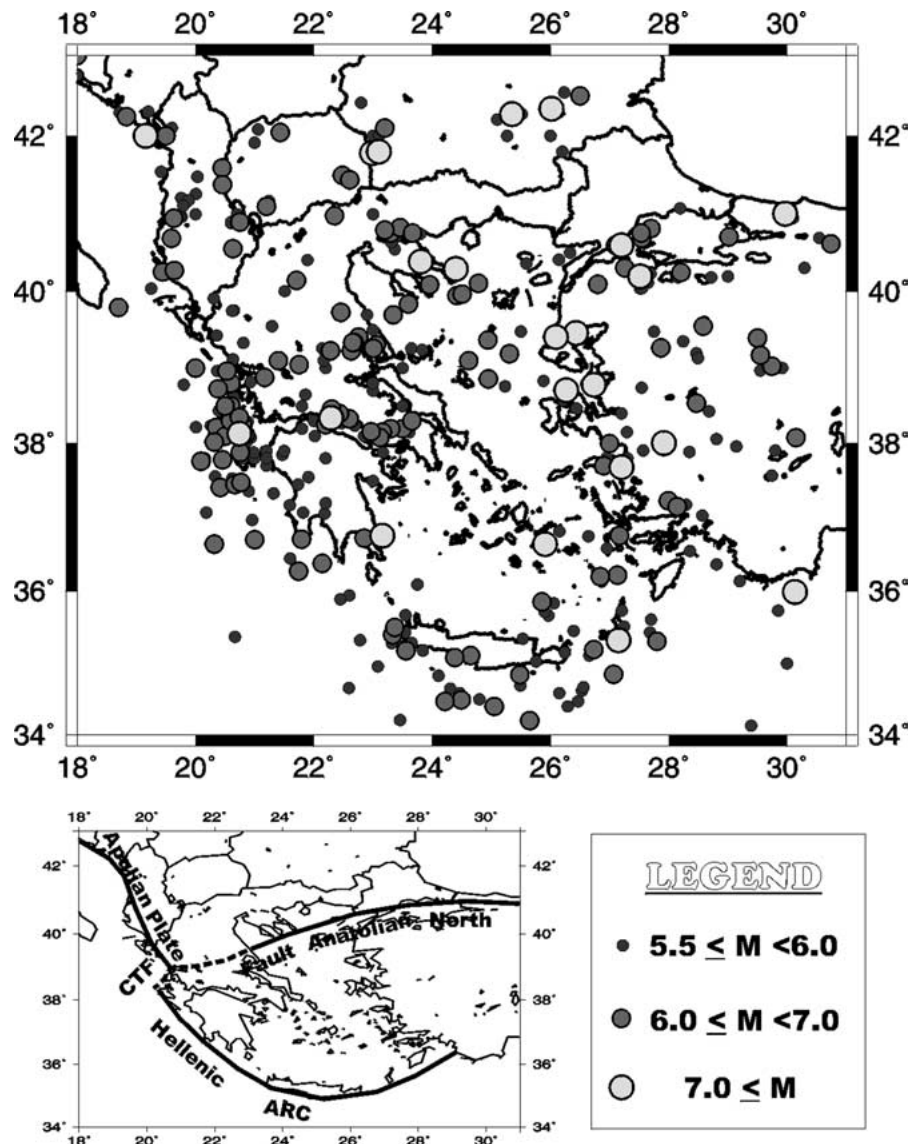 18° 20° 22° 24° 26° 28° 30°
42° 42°
40° 40°
38° 38°
36° 36°
34° 34°
18° 20° 22° 24° 26° 28° 30°
18° 20° 22° 24° 26° 28° 30°
42° 42°
40° 40°
38° 38°
36° 36°
34° 34°
18° 20° 22° 24° 26° 28° 30°
Apulian Plate
CTF
Fault Anatolian North
Hellenic
ARC
LEGEND
5.5 ≤ M <6.0
6.0 ≤ M <7.0
7.0 ≤ M